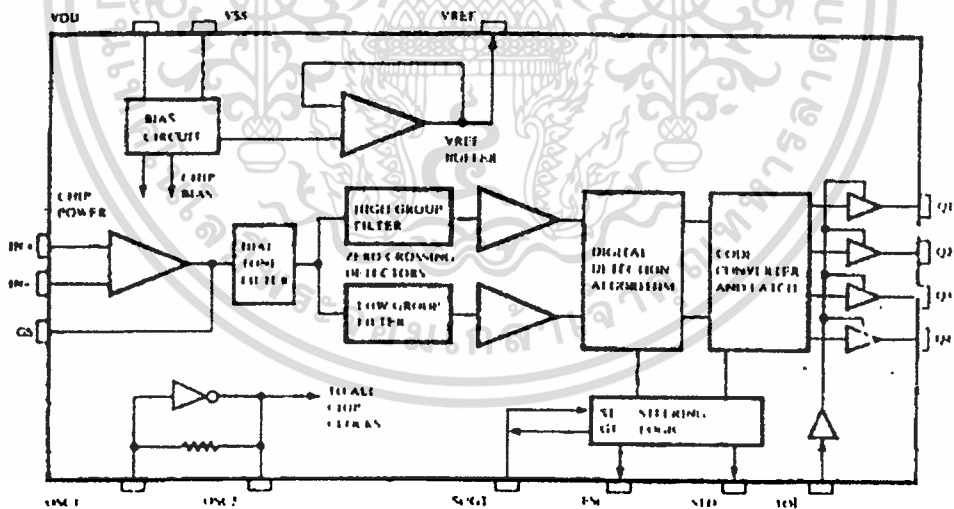 VDD
VSS
VREF
BIAS
CIRCUIT
VREF
BUFFER
CHIP
BIAS
CHIP
POWER
IN+
IN-
GS
DIAL
TONE
FILTER
HIGH GROUP
FILTER
ZERO CROSSING
DETECTORS
LOW GROUP
FILTER
DIGITAL
DETECTION
ALGORITHM
CODE
CONVERTER
AND LATCH
Q1
Q2
Q3
Q4
TO ALL
CHIP
CLOCKS
ST
GT
STEERING
LOGIC
OSC1
OSC2
St/GT
ESt
STD
TOE